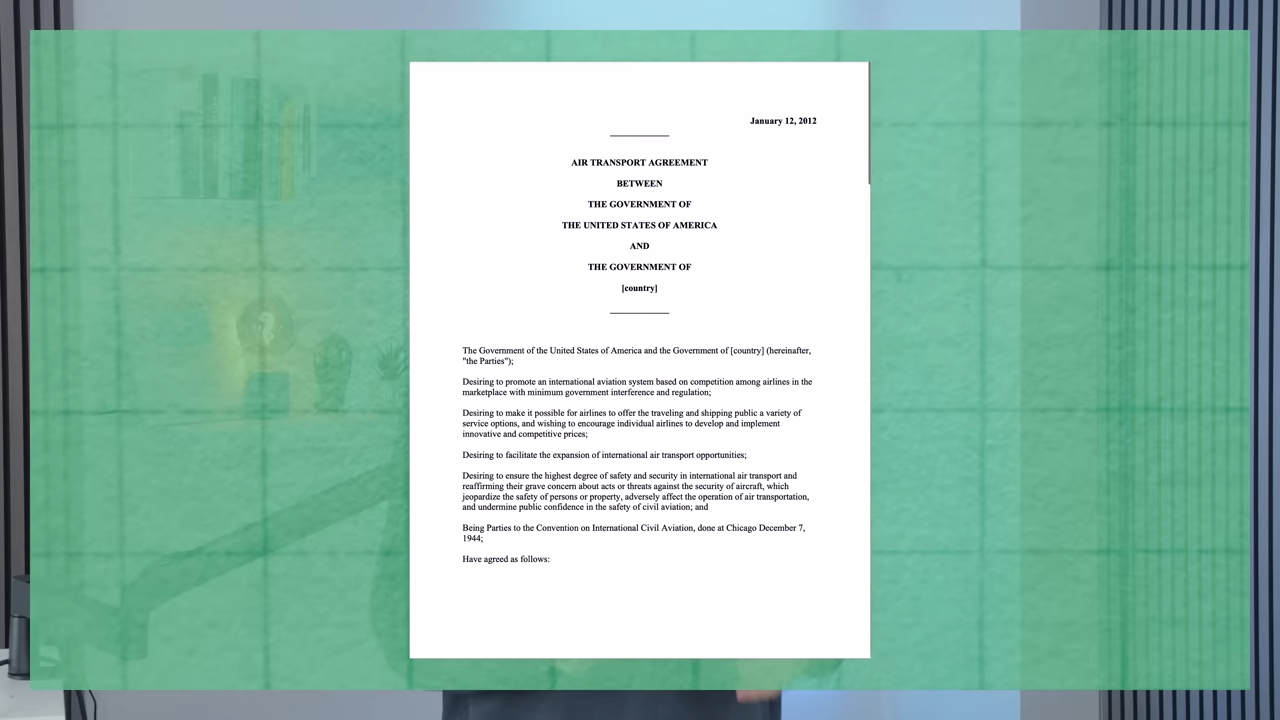 January 12, 2012
AIR TRANSPORT AGREEMENT
BETWEEN
THE GOVERNMENT OF
THE UNITED STATES OF AMERICA
AND
THE GOVERNMENT OF
[country]
The Government of the United States of America and the Government of [country] (hereinafter,
"the Parties");
Desiring to promote an international aviation system based on competition among airlines in the
marketplace with minimum government interference and regulation;
Desiring to make it possible for airlines to offer the traveling and shipping public a variety of
service options, and wishing to encourage individual airlines to develop and implement
innovative and competitive prices;
Desiring to facilitate the expansion of international air transport opportunities;
Desiring to ensure the highest degree of safety and security in international air transport and
reaffirming their grave concern about acts or threats against the security of aircraft, which
jeopardize the safety of persons or property, adversely affect the operation of air transportation,
and undermine public confidence in the safety of civil aviation; and
Being Parties to the Convention on International Civil Aviation, done at Chicago December 7,
1944;
Have agreed as follows: